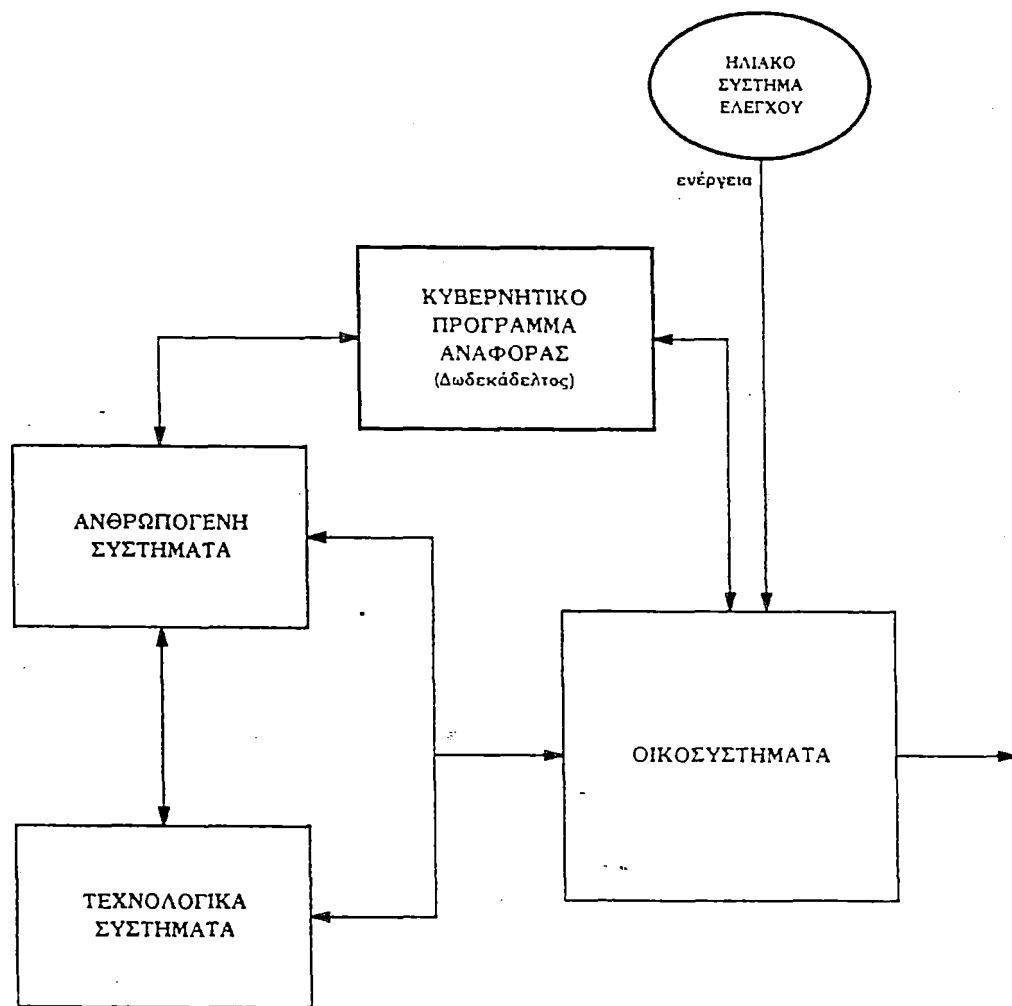 ΗΛΙΑΚΟ
ΣΥΣΤΗΜΑ
ΕΛΕΓΧΟΥ
ενέργεια
ΚΥΒΕΡΝΗΤΙΚΟ
ΠΡΟΓΡΑΜΜΑ
ΑΝΑΦΟΡΑΣ
(Δωδεκάδελτος)
ΑΝΘΡΩΠΟΓΕΝΗ
ΣΥΣΤΗΜΑΤΑ
ΟΙΚΟΣΥΣΤΗΜΑΤΑ
ΤΕΧΝΟΛΟΓΙΚΑ
ΣΥΣΤΗΜΑΤΑ